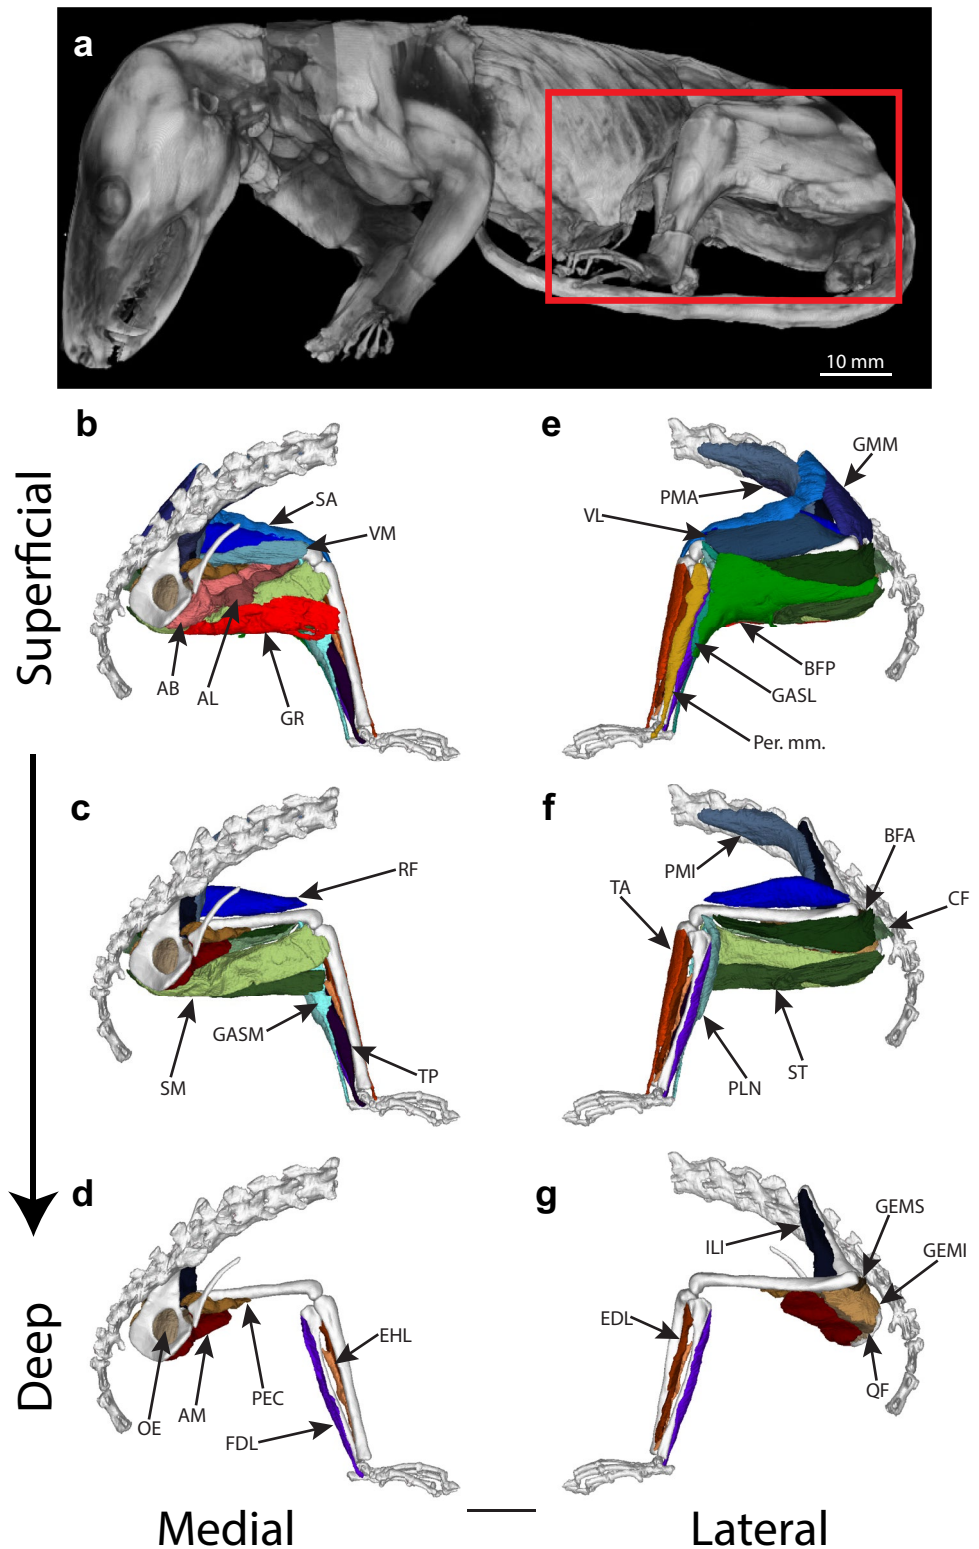 a
10 mm
Superficial
Deep
b
SA
VM
AB
AL
GR
e
GMM
PMA
VL
BFP
GASL
Per. mm.
c
RF
GASM
SM
TP
f
BFA
PMI
CF
TA
ST
PLN
d
EHL
PEC
AM
OE
FDL
g
GEMS
ILI
GEMI
EDL
QF
Medial
Lateral